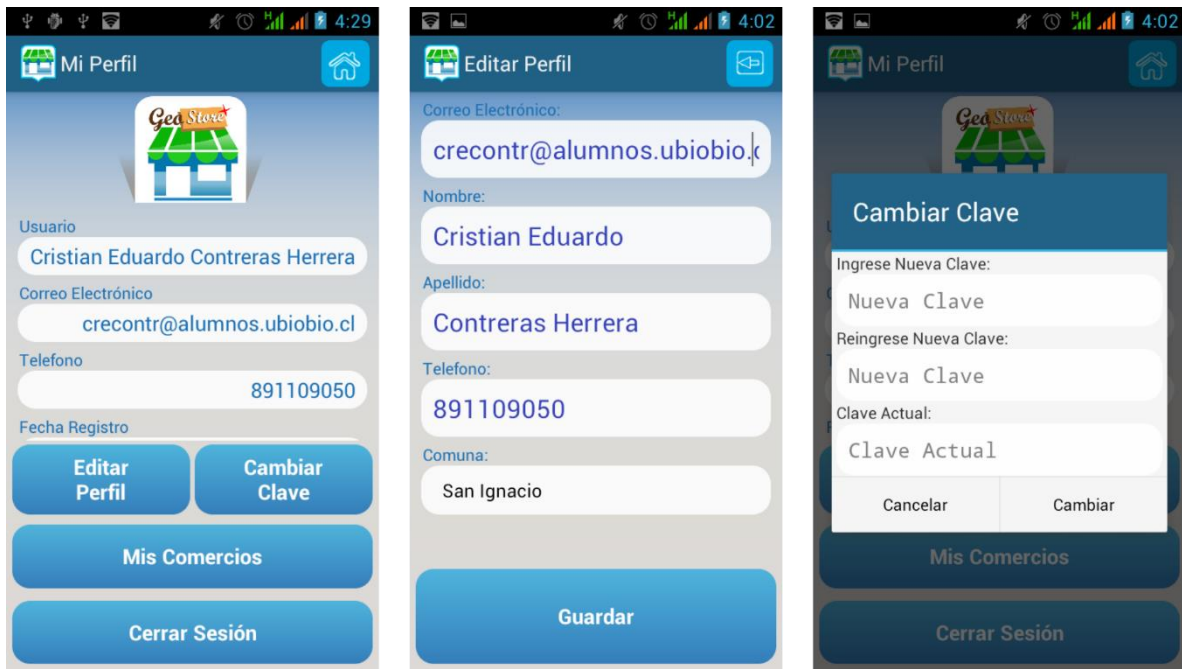 4:29
Mi Perfil
Geo Store
Usuario
Cristian Eduardo Contreras Herrera
Correo Electrónico
crecontr@alumnos.ubiobio.cl
Telefono
891109050
Fecha Registro
Editar
Perfil
Cambiar
Clave
Mis Comercios
Cerrar Sesión
H 4:02
Editar Perfil
Correo Electrónico:
crecontr@alumnos.ubiobio.c
Nombre:
Cristian Eduardo
Apellido:
Contreras Herrera
Telefono:
891109050
Comuna:
San Ignacio
Guardar
H 4:02
Mi Perfil
Geo Store
Cambiar Clave
Ingrese Nueva Clave:
Nueva Clave
Reingrese Nueva Clave:
Nueva Clave
Clave Actual:
Clave Actual
Cancelar Cambiar
Mis Comercios
Cerrar Sesión